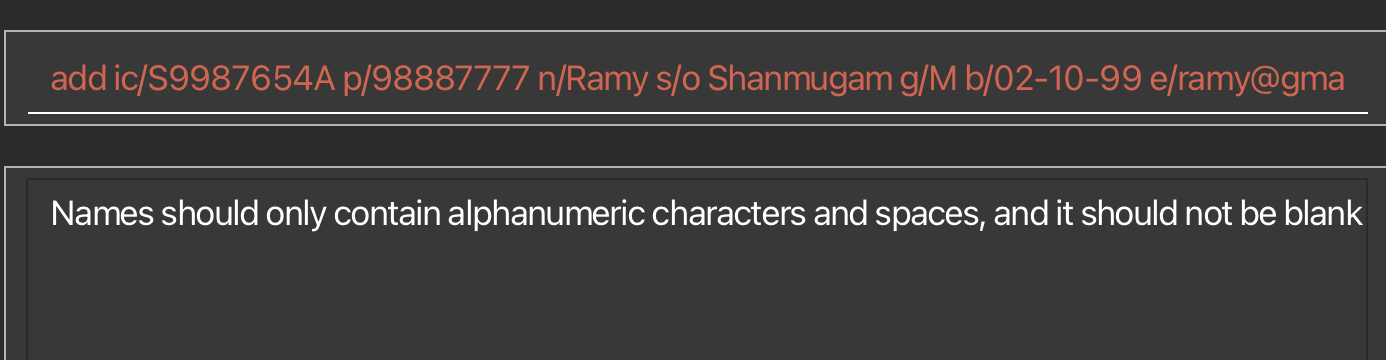 add ic/S9987654A p/98887777 n/Ramy s/o Shanmugam g/M b/02-10-99 e/ramy@gma
Names should only contain alphanumeric characters and spaces, and it should not be blank